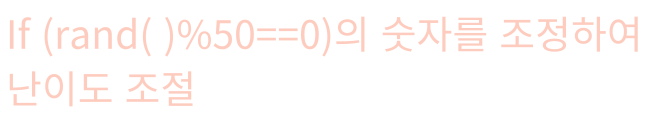 If (rand( )%50==0)의 숫자를 조정하여
난이도 조절